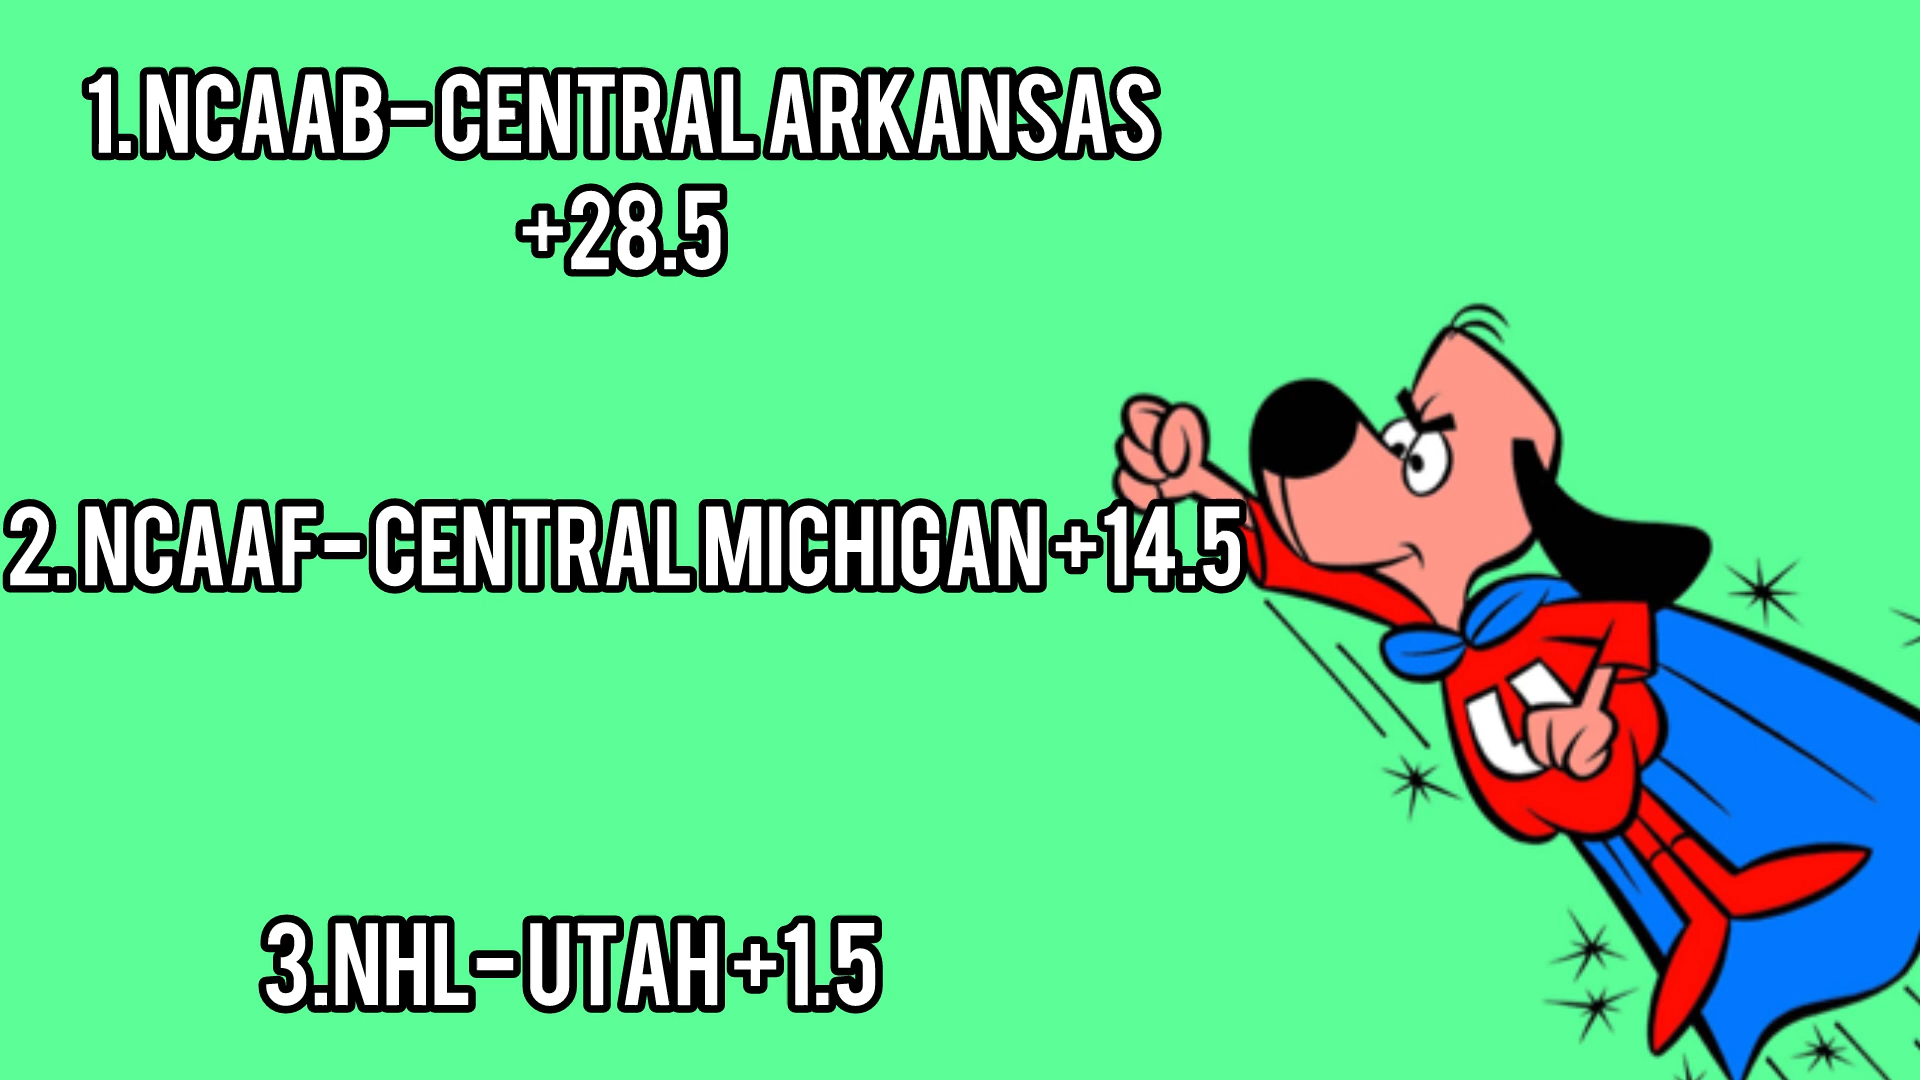 1. NCAAB- CENTRAL ARKANSAS
+28.5
2. NCAAF- CENTRAL MICHIGAN +14.5
3.NHL- UTAH +1.5
U